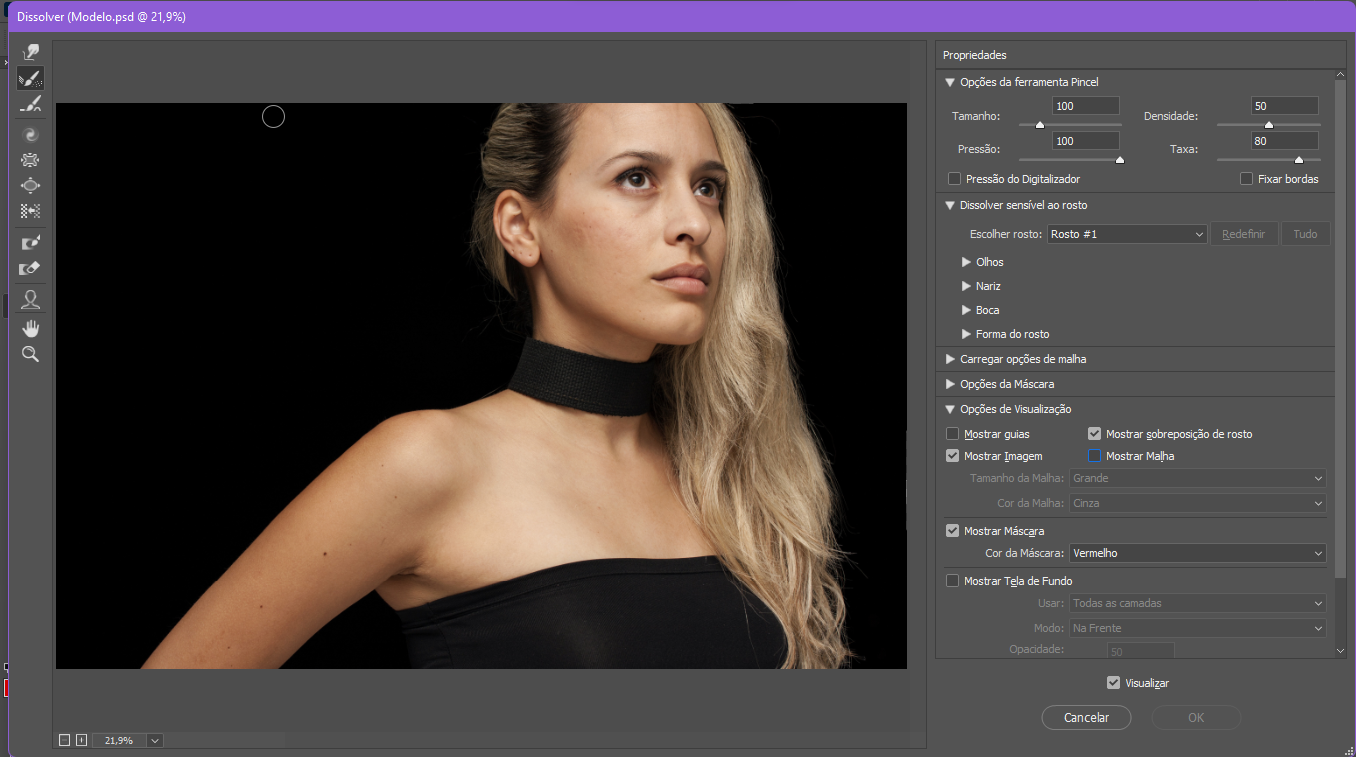 Dissolver (Modelo.psd @ 21,9%)
Propriedades
Opções da ferramenta Pincel
Tamanho: 100 Densidade: 50
Pressão: 100 Taxa: 80
Pressão do Digitalizador Fixar bordas
Dissolver sensível ao rosto
Escolher rosto: Rosto #1 Redefinir Tudo
Olhos
Nariz
Boca
Forma do rosto
Carregar opções de malha
Opções da Máscara
Opções de Visualização
Mostrar guias Mostrar sobreposição de rosto
Mostrar Imagem Mostrar Malha
Tamanho da Malha: Grande
Cor da Malha: Cinza
Mostrar Máscara
Cor da Máscara: Vermelho
Mostrar Tela de Fundo
Usar: Todas as camadas
Modo: Na Frente
Opacidade: 50
Visualizar
Cancelar OK
21,9%